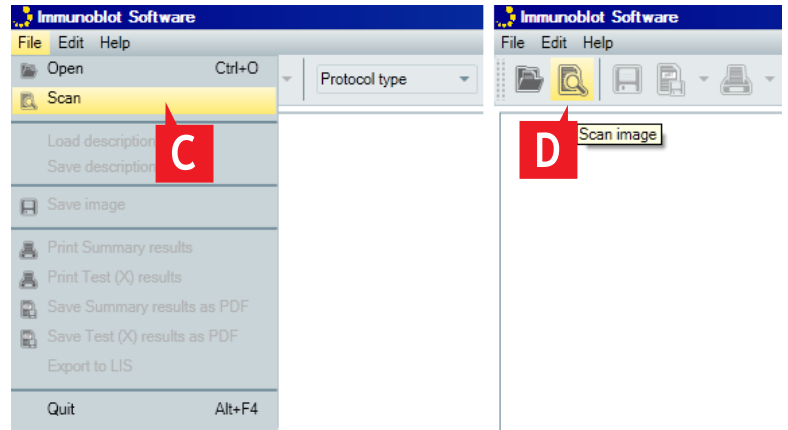 Immunoblot Software
File Edit Help
Open Ctrl+O
Scan
Load description
Save description
Save image
Print Summary results
Print Test (X) results
Save Summary results as PDF
Save Test (X) results as PDF
Export to LIS
Quit Alt+F4
Protocol type
C
Immunoblot Software
File Edit Help
Scan image
D